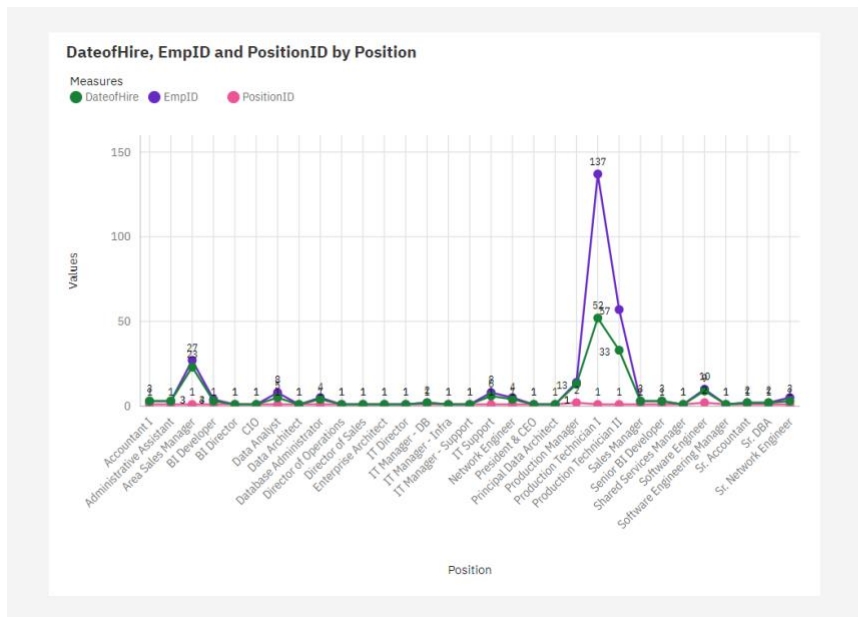 DateofHire, EmpID and PositionID by Position
Measures
DateofHire EmpID PositionID
150
100
50
0
Values
137
52
57
33
27
23
13
10
Accountant I
Administrative Assistant
Area Sales Manager
BI Developer
BI Director
CIO
Data Analyst
Data Architect
Database Administrator
Director of Operations
Director of Sales
Enterprise Architect
IT Director
IT Manager - DB
IT Manager - Infra
IT Manager - Support
IT Support
Network Engineer
President & CEO
Principal Data Architect
Production Manager
Production Technician I
Production Technician II
Sales Manager
Senior BI Developer
Shared Services Manager
Software Engineer
Software Engineering Manager
Sr. Accountant
Sr. DBA
Sr. Network Engineer
Position